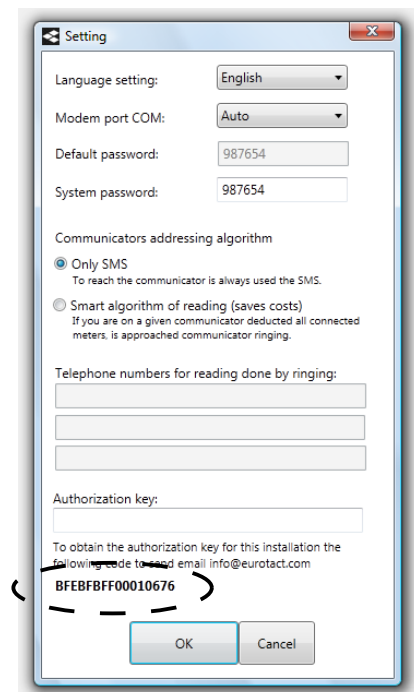 Setting
Language setting: English
Modem port COM: Auto
Default password: 987654
System password: 987654
Communicators addressing algorithm
Only SMS
To reach the communicator is always used the SMS.
Smart algorithm of reading (saves costs)
If you are on a given communicator deducted all connected
meters, is approached communicator ringing.
Telephone numbers for reading done by ringing:
Authorization key:
To obtain the authorization key for this installation the
following code to send email info@eurotact.com
BFEBFBFF00010676
OK Cancel